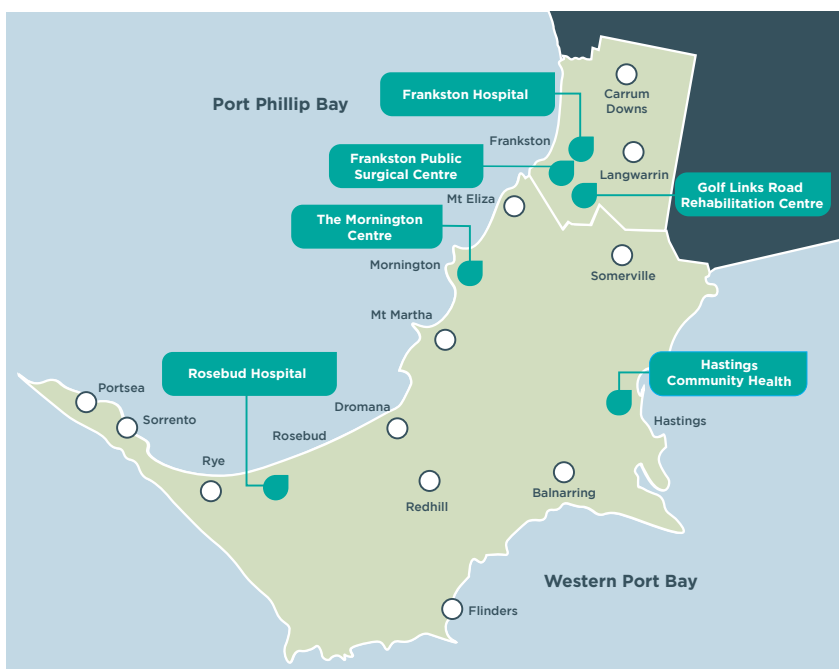 Carrum
Downs
Frankston Hospital
Port Phillip Bay
Frankston
Frankston Public
Surgical Centre
Langwarrin
Golf Links Road
Rehabilitation Centre
Mt Eliza
The Mornington
Centre
Mornington
Somerville
Mt Martha
Rosebud Hospital
Hastings
Community Health
Portsea
Sorrento
Dromana
Hastings
Rosebud
Rye
Redhill
Balnarring
Western Port Bay
Flinders